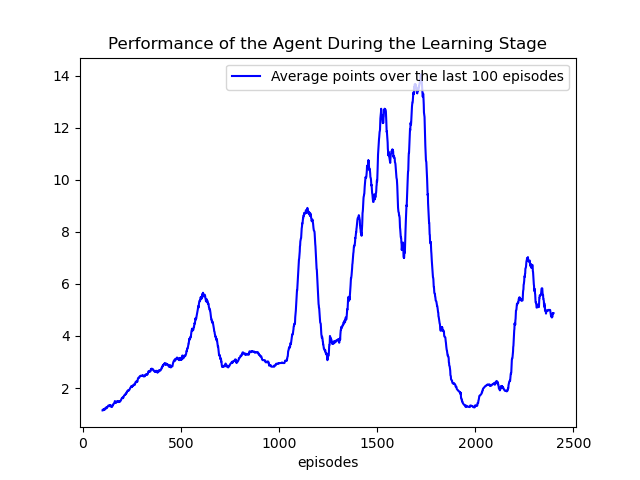 Performance of the Agent During the Learning Stage
Average points over the last 100 episodes
14
12
10
8
6
4
2
0 500 1000 1500 2000 2500
episodes